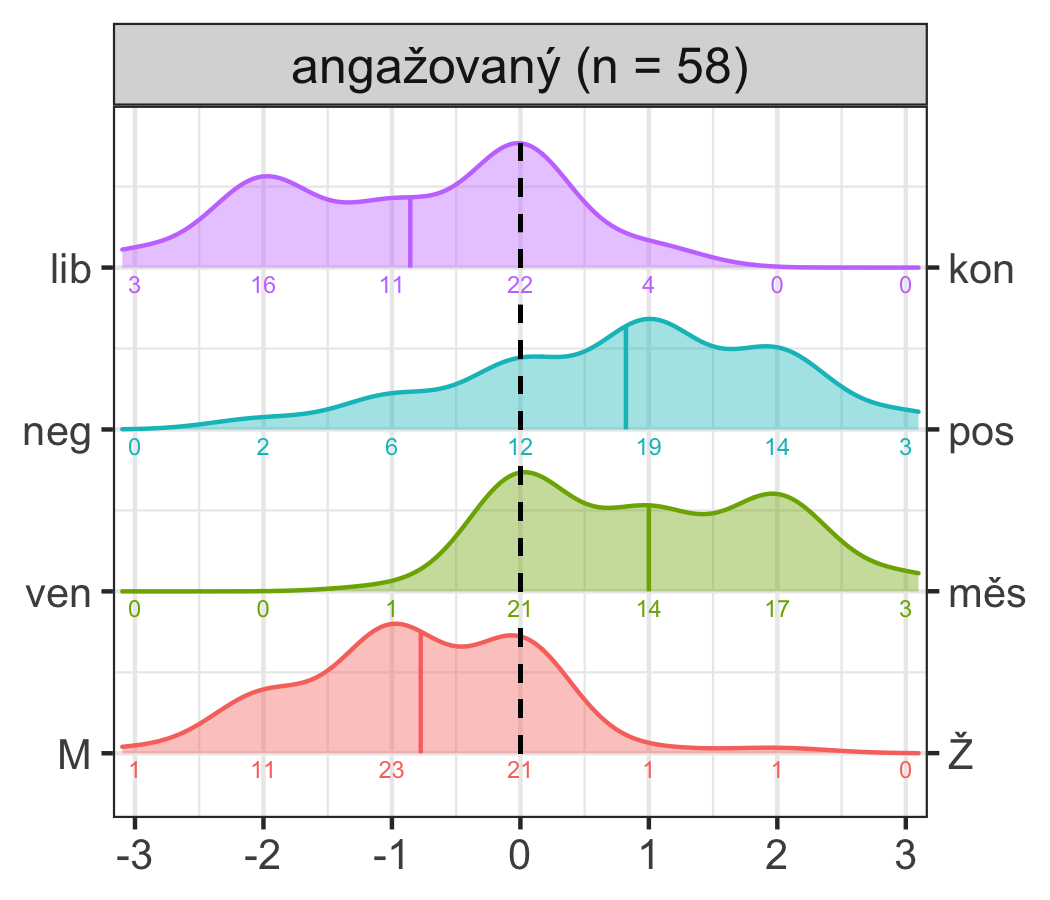 angažovaný (n = 58)
lib kon
3 16 11 22 4 0 0
neg pos
0 2 6 12 19 14 3
ven měs
0 0 1 21 14 17 3
M Ž
1 11 23 21 1 1 0
-3 -2 -1 0 1 2 3